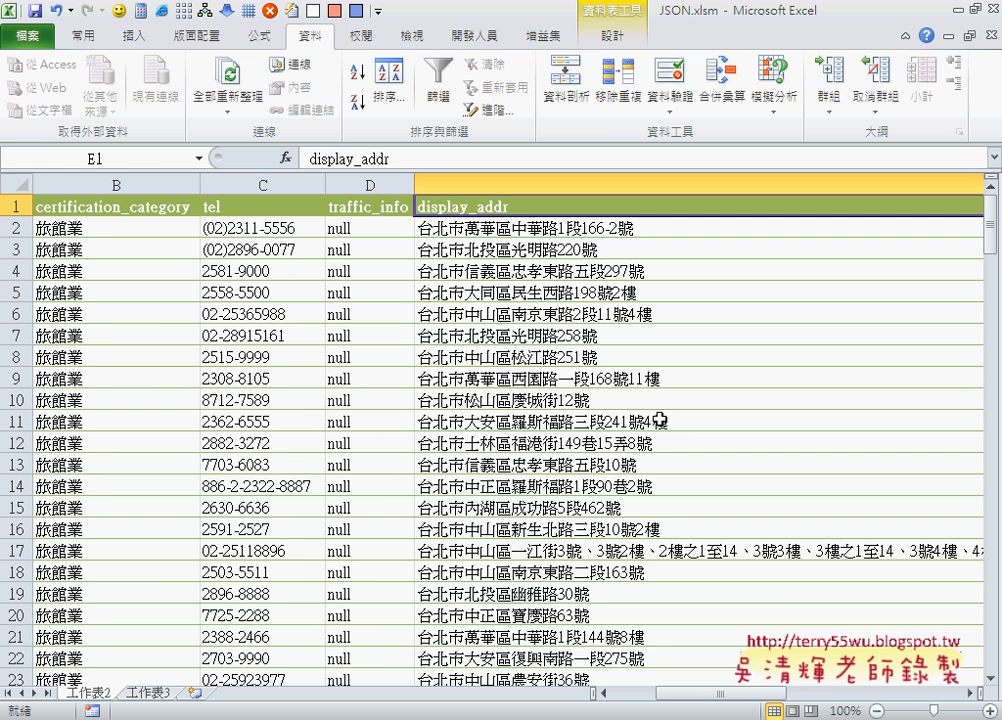 資料表工具
JSON.xlsm - Microsoft Excel
檔案 常用 插入 版面配置 公式 資料 校閱 檢視 開發人員 增益集 設計
從 Access
從 Web
從文字檔
從其他來源
現有連線
取得外部資料
全部重新整理
連線
內容
編輯連結
連線
排序...
篩選
清除
重新套用
進階...
排序與篩選
資料剖析 移除重複 資料驗證 合併彙算 模擬分析
資料工具
群組 取消群組 小計
大綱
E1 fx display_addr
B C D
1 certification_category tel traffic_info display_addr
2 旅館業 (02)2311-5556 null 台北市萬華區中華路1段166-2號
3 旅館業 (02)2896-0077 null 台北市北投區光明路220號
4 旅館業 2581-9000 null 台北市信義區忠孝東路五段297號
5 旅館業 2558-5500 null 台北市大同區民生西路198號2樓
6 旅館業 02-25365988 null 台北市中山區南京東路2段11號4樓
7 旅館業 02-28915161 null 台北市北投區光明路258號
8 旅館業 2515-9999 null 台北市中山區松江路251號
9 旅館業 2308-8105 null 台北市萬華區西園路一段168號11樓
10 旅館業 8712-7589 null 台北市松山區慶城街12號
11 旅館業 2362-6555 null 台北市大安區羅斯福路三段241號4樓
12 旅館業 2882-3272 null 台北市士林區福港街149巷15弄8號
13 旅館業 7703-6083 null 台北市信義區忠孝東路五段10號
14 旅館業 886-2-2322-8887 null 台北市中正區羅斯福路1段90巷2號
15 旅館業 2630-6636 null 台北市內湖區成功路5段462號
16 旅館業 2591-2527 null 台北市中山區新生北路三段10號2樓
17 旅館業 02-25118896 null 台北市中山區一江街3號、3號2樓、2樓之1至14、3號3樓、3樓之1至14、3號4樓、4
18 旅館業 2503-5511 null 台北市中山區南京東路二段163號
19 旅館業 2896-8888 null 台北市北投區幽雅路30號
20 旅館業 7725-2288 null 台北市中正區寶慶路63號
21 旅館業 2388-2466 null 台北市萬華區中華路1段144號8樓
22 旅館業 2703-9990 null 台北市大安區復興南路一段275號
23 旅館業 02-25923977 null 台北市中山區農安街36號
http://terry55wu.blogspot.tw
吳清輝老師錄製
工作表2 工作表3
就緒 100%